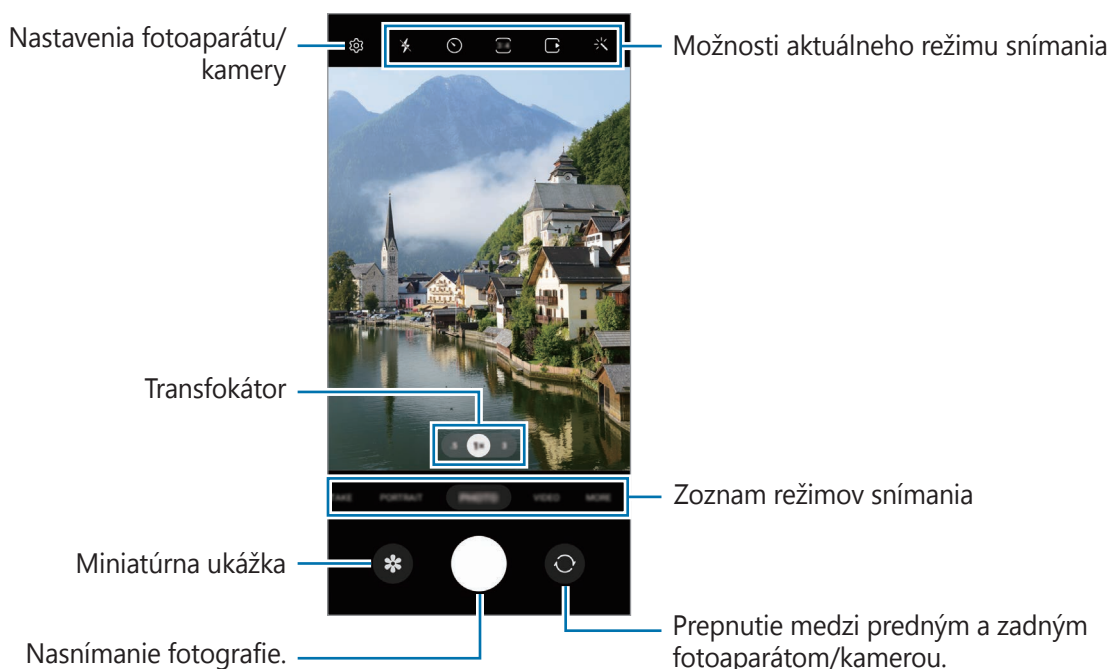 Nastavenia fotoaparátu/
kamery
Možnosti aktuálneho režimu snímania
Transfokátor
TAKE PORTRAIT PHOTO VIDEO MORE
Zoznam režimov snímania
Miniatúrna ukážka
Nasnímanie fotografie.
Prepnutie medzi predným a zadným
fotoaparátom/kamerou.